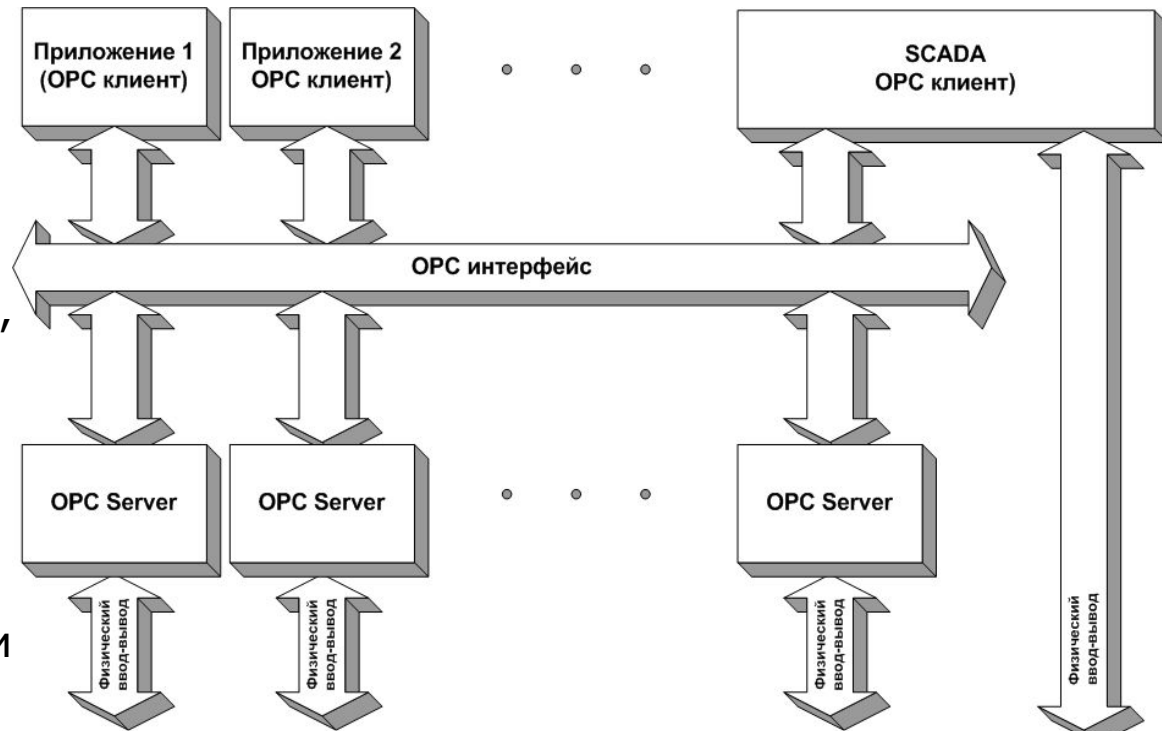 Приложение 1
(OPC клиент)
Приложение 2
OPC клиент)
SCADA
OPC клиент)
OPC интерфейс
,
OPC Server
OPC Server
OPC Server
и
Физический
ввод-вывод
Физический
ввод-вывод
Физический
ввод-вывод
Физический
ввод-вывод